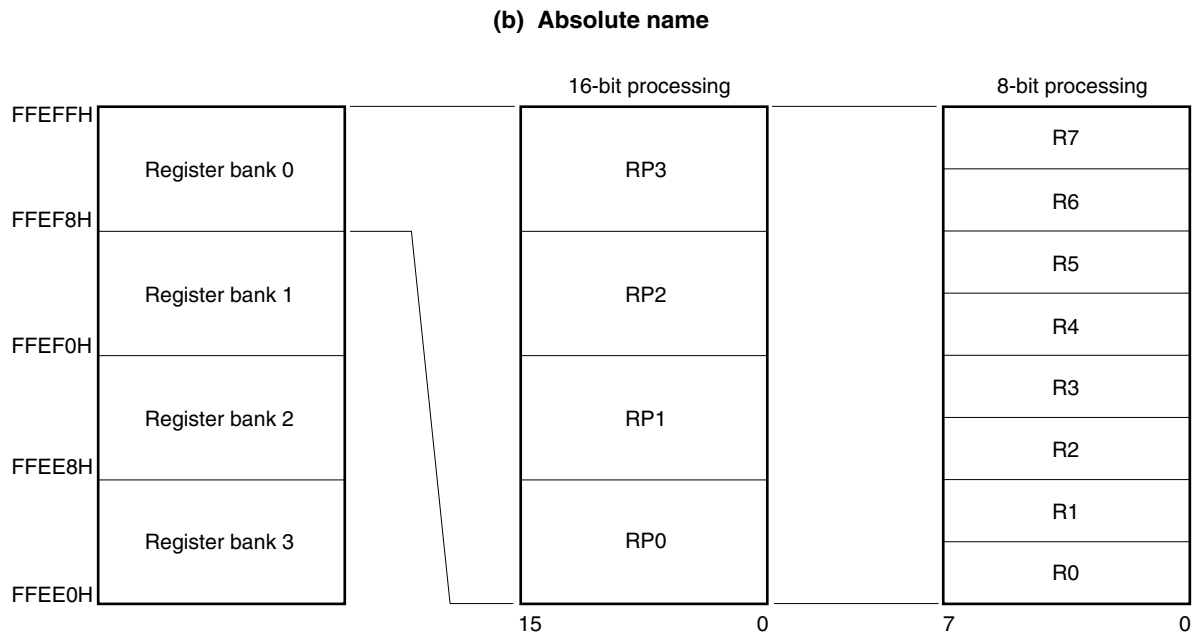 (b) Absolute name
16-bit processing
8-bit processing
FFEFFH
Register bank 0
RP3
R7
R6
FFEF8H
Register bank 1
RP2
R5
R4
FFEF0H
Register bank 2
RP1
R3
R2
FFEE8H
Register bank 3
RP0
R1
R0
FFEE0H
15
0
7
0